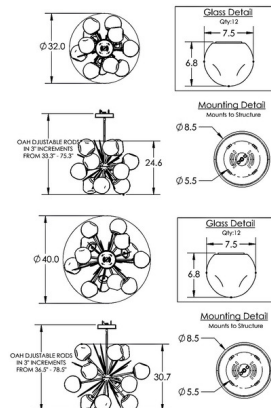 Glass Detail
Qty:12
7.5
Ø32.0
6.8
Mounting Detail
Mounts to Structure
Ø8.5
OAH DJUSTABLE RODS
IN 3" INCREMENTS
FROM 33.3" - 75.3"
24.6
Ø5.5
Glass Detail
Qty:12
7.5
Ø40.0
6.8
Mounting Detail
Mounts to Structure
Ø8.5
OAH DJUSTABLE RODS
IN 3" INCREMENTS
FROM 36.5" - 78.5"
30.7
Ø5.5